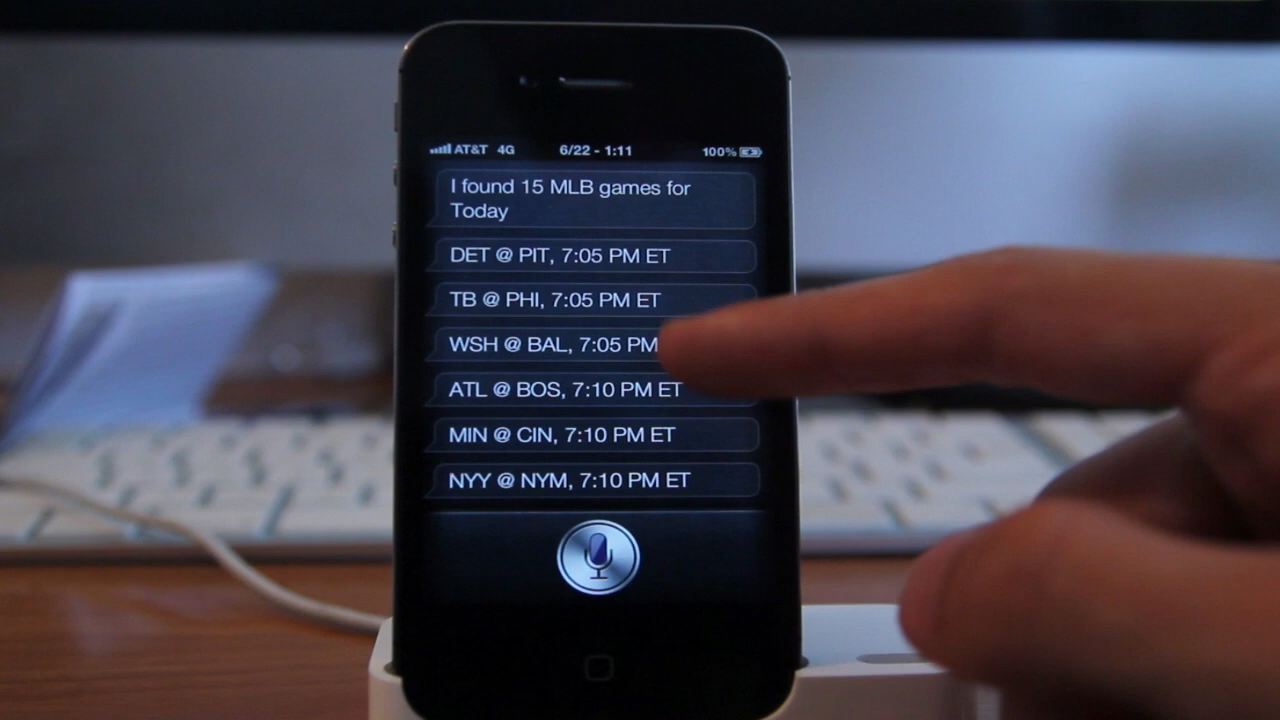 AT&T 4G 6/22 - 1:11 100%
I found 15 MLB games for
Today
DET @ PIT, 7:05 PM ET
TB @ PHI, 7:05 PM ET
WSH @ BAL, 7:05 PM
ATL @ BOS, 7:10 PM ET
MIN @ CIN, 7:10 PM ET
NYY @ NYM, 7:10 PM ET